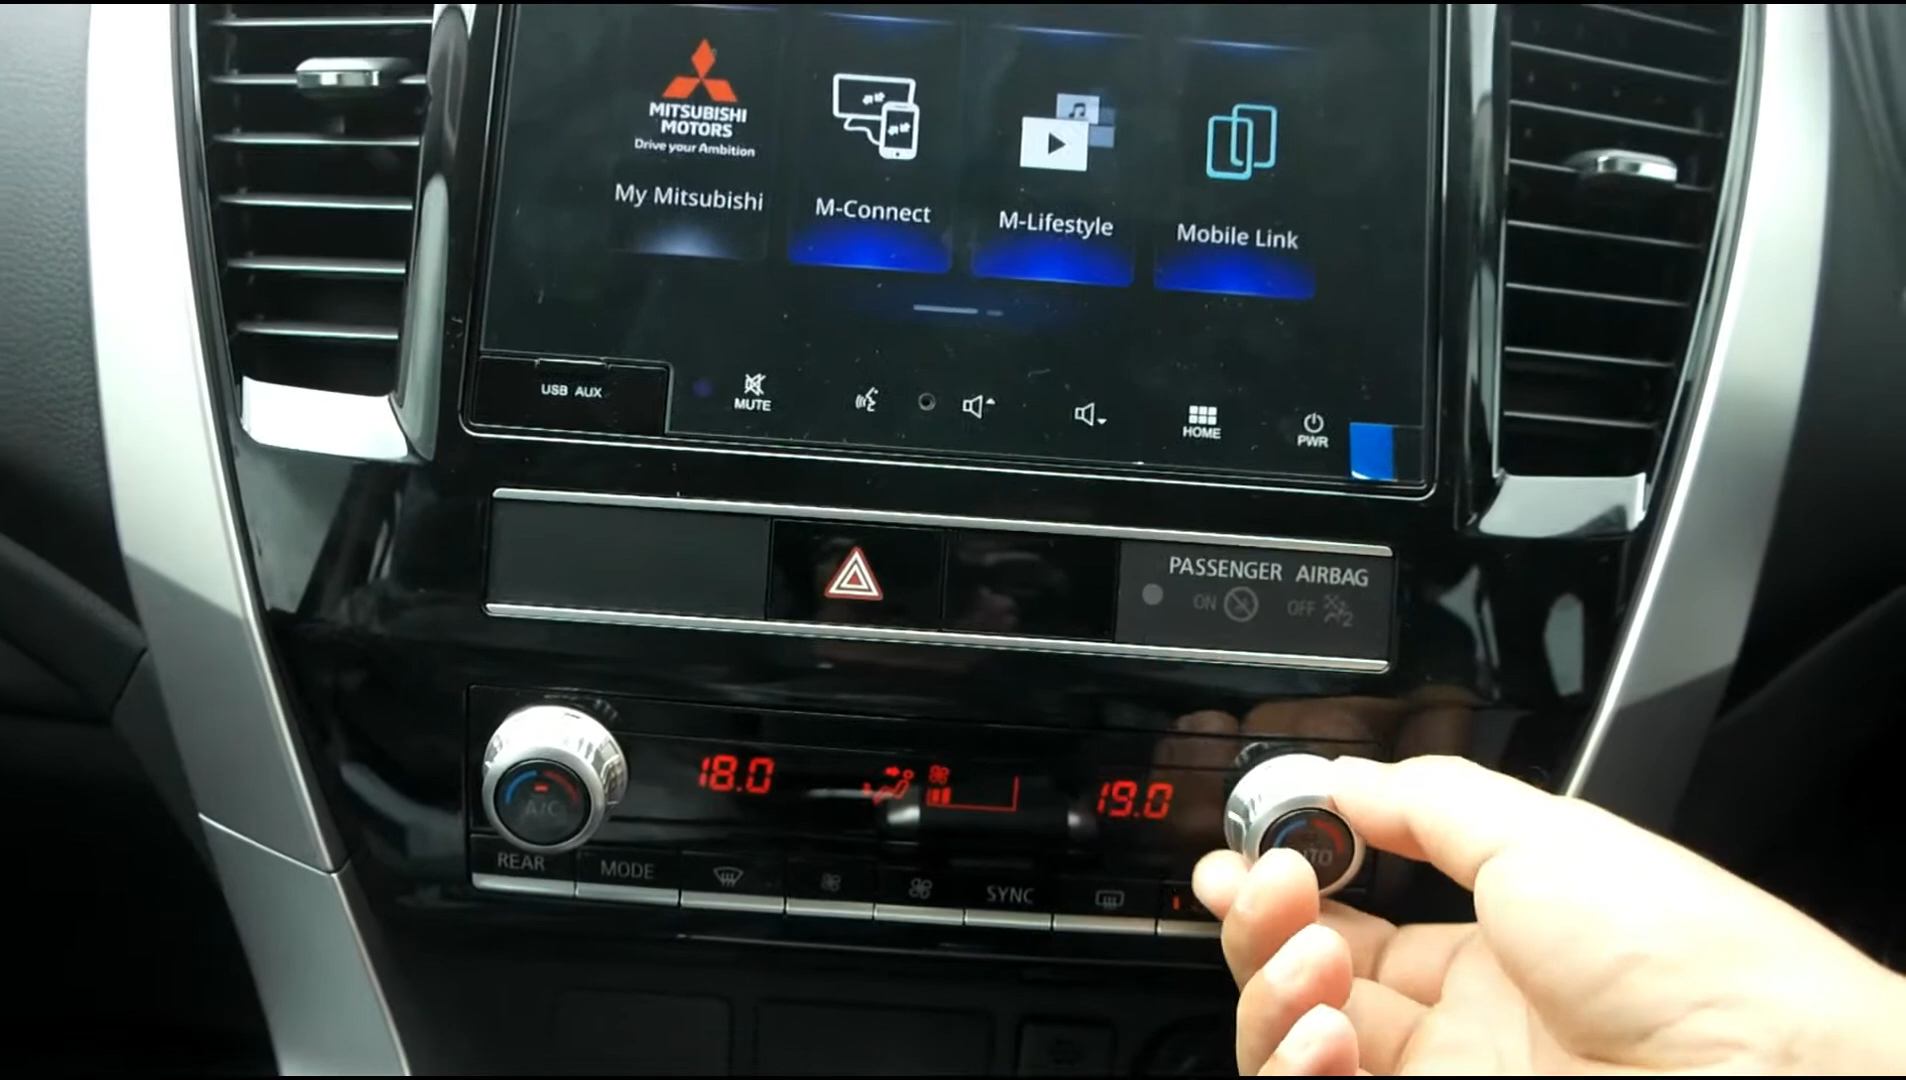 MITSUBISHI
MOTORS
Drive your Ambition
My Mitsubishi
M-Connect
M-Lifestyle
Mobile Link
USB AUX
MUTE
HOME
PWR
PASSENGER AIRBAG
ON
OFF
2
18.0
19.0
A/C
REAR
MODE
SYNC